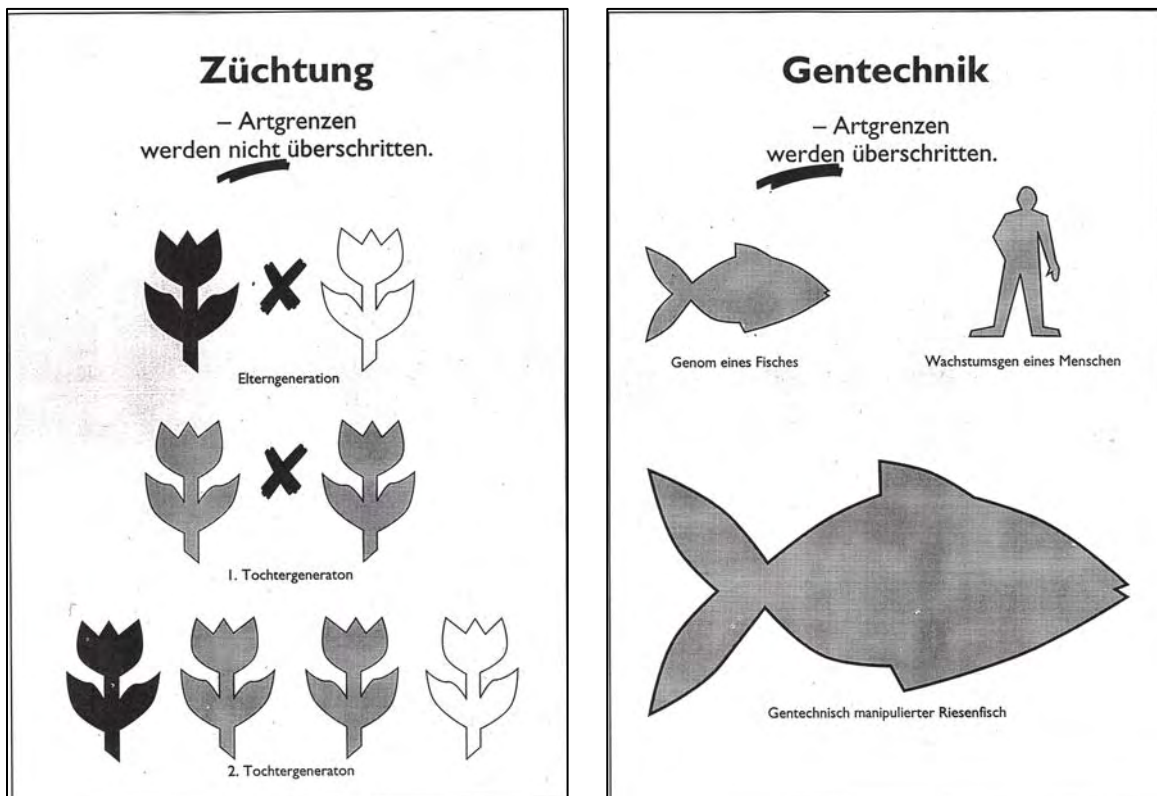 Züchtung
– Artgrenzen
werden nicht überschritten.
Elterngeneration
1. Tochtergeneraton
2. Tochtergeneraton
Gentechnik
– Artgrenzen
werden überschritten.
Genom eines Fisches
Wachstumsgen eines Menschen
Gentechnisch manipulierter Riesenfisch